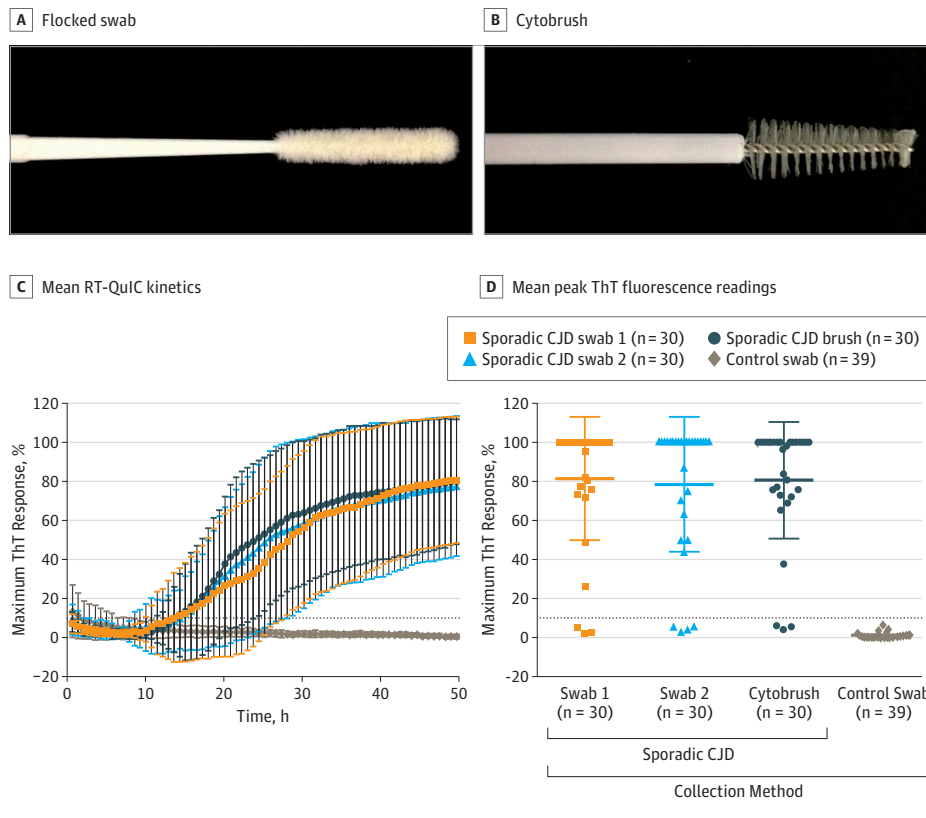 A Flocked swab
B Cytobrush
C Mean RT-QuIC kinetics
D Mean peak ThT fluorescence readings
Sporadic CJD swab 1 (n = 30)
Sporadic CJD brush (n = 30)
Sporadic CJD swab 2 (n = 30)
Control swab (n = 39)
Maximum ThT Response, %
120
100
80
60
40
20
0
−20
0
10
20
30
40
50
Time, h
Maximum ThT Response, %
120
100
80
60
40
20
0
-20
Swab 1
(n = 30)
Swab 2
(n = 30)
Cytobrush
(n = 30)
Control Swab
(n = 39)
Sporadic CJD
Collection Method